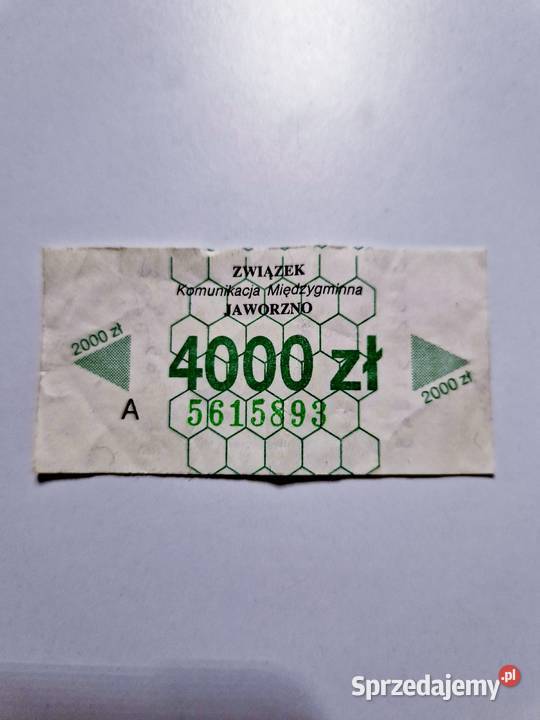 ZWIĄZEK
Komunikacja Międzygminna
JAWORZNO
2000 zł
4000 zł
2000 zł
A
5615893
Sprzedajemy.pl